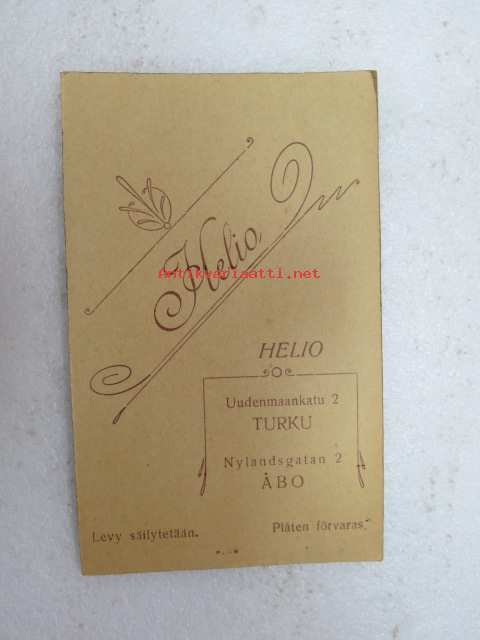 Helio
Antikvariaatti.net
HELIO
Uudenmaankatu 2
TURKU
Nylandsgatan 2
ÅBO
Levy säilytetään.
Plåten förvaras.